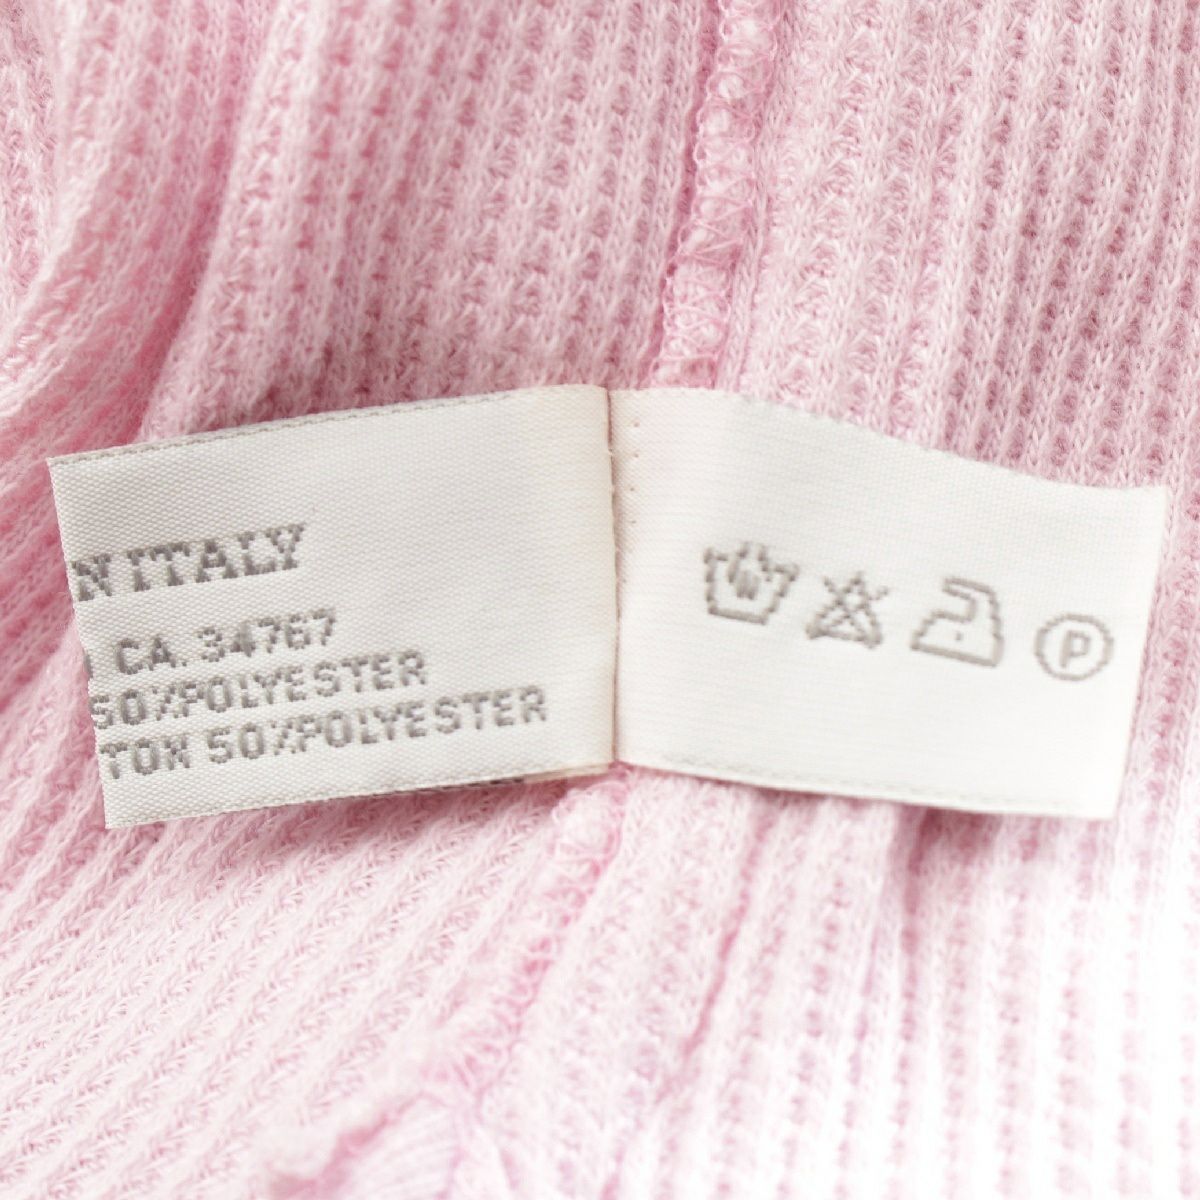 N ITALY
CA. 34767
50%POLYESTER
TON 50%POLYESTER
P